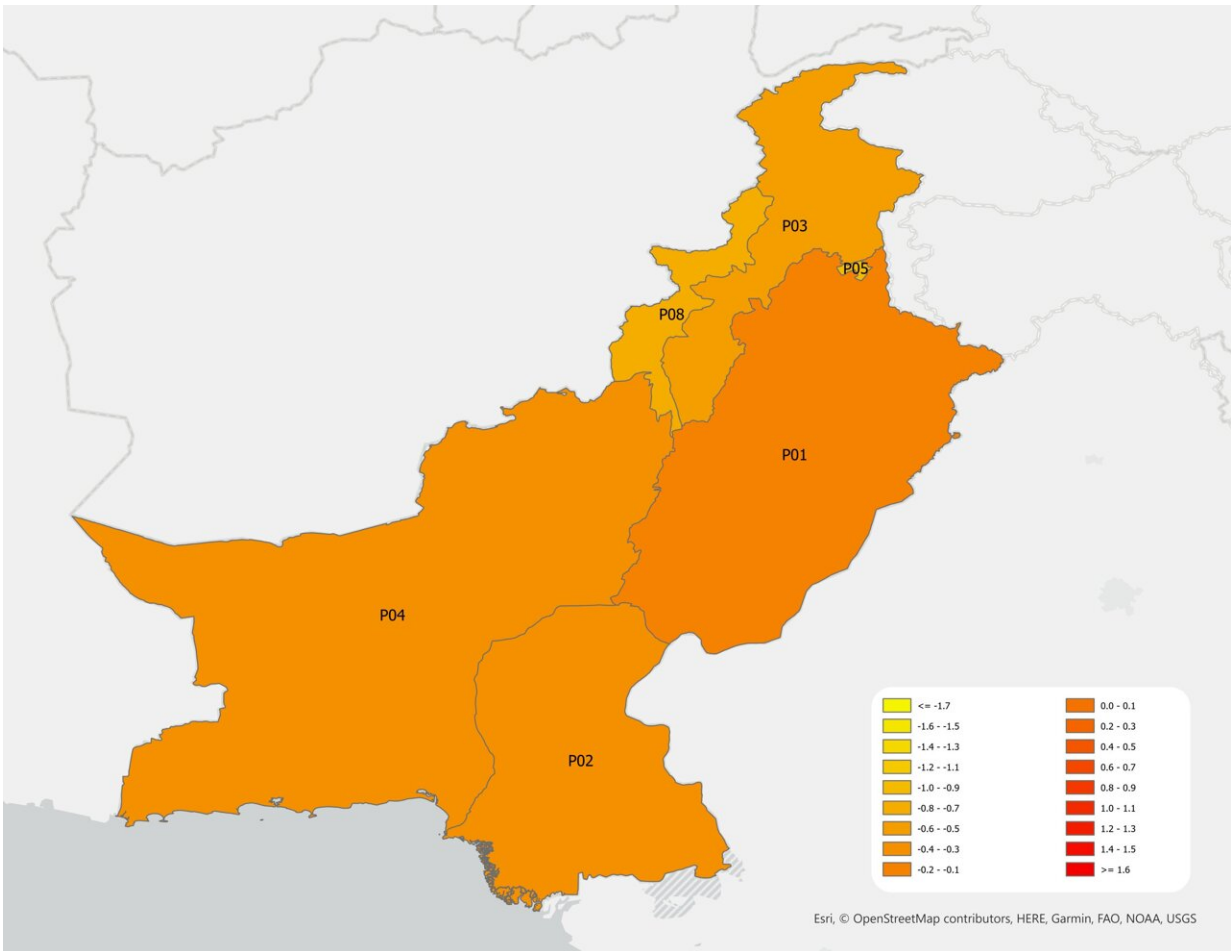 P03
P05
P08
P01
P04
P02
<= -1.7
-1.6 - -1.5
-1.4 - -1.3
-1.2 - -1.1
-1.0 - -0.9
-0.8 - -0.7
-0.6 - -0.5
-0.4 - -0.3
-0.2 - -0.1
0.0 - 0.1
0.2 - 0.3
0.4 - 0.5
0.6 - 0.7
0.8 - 0.9
1.0 - 1.1
1.2 - 1.3
1.4 - 1.5
>= 1.6
Esri, © OpenStreetMap contributors, HERE, Garmin, FAO, NOAA, USGS